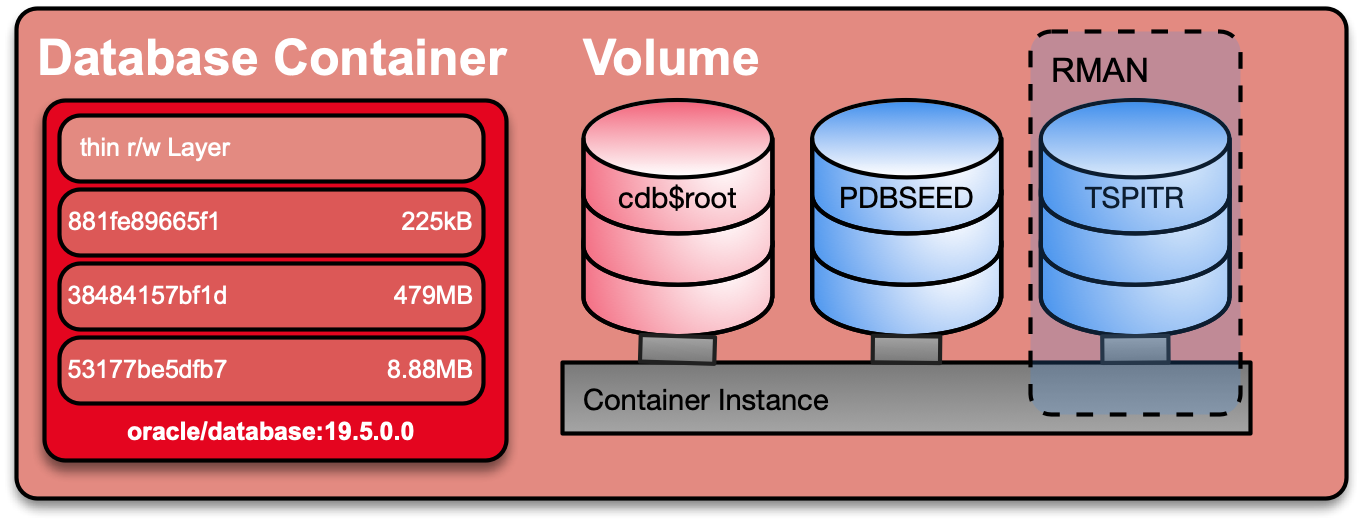 Database Container
thin r/w Layer
881fe89665f1 225kB
38484157bf1d 479MB
53177be5dfb7 8.88MB
oracle/database:19.5.0.0
Volume
RMAN
cdb$root
PDBSEED
TSPITR
Container Instance